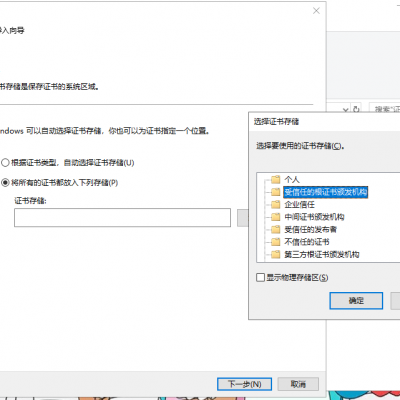 导入向导
书存储是保存证书的系统区域。
indows 可以自动选择证书存储，你也可以为证书指定一个位置。
根据证书类型，自动选择证书存储(U)
将所有的证书都放入下列存储(P)
证书存储:
下一步(N)
取消
搜索"证
选择证书存储
选择要使用的证书存储(C)。
个人
受信任的根证书颁发机构
企业信任
中间证书颁发机构
受信任的发布者
不信任的证书
第三方根证书颁发机构
显示物理存储区(S)
确定